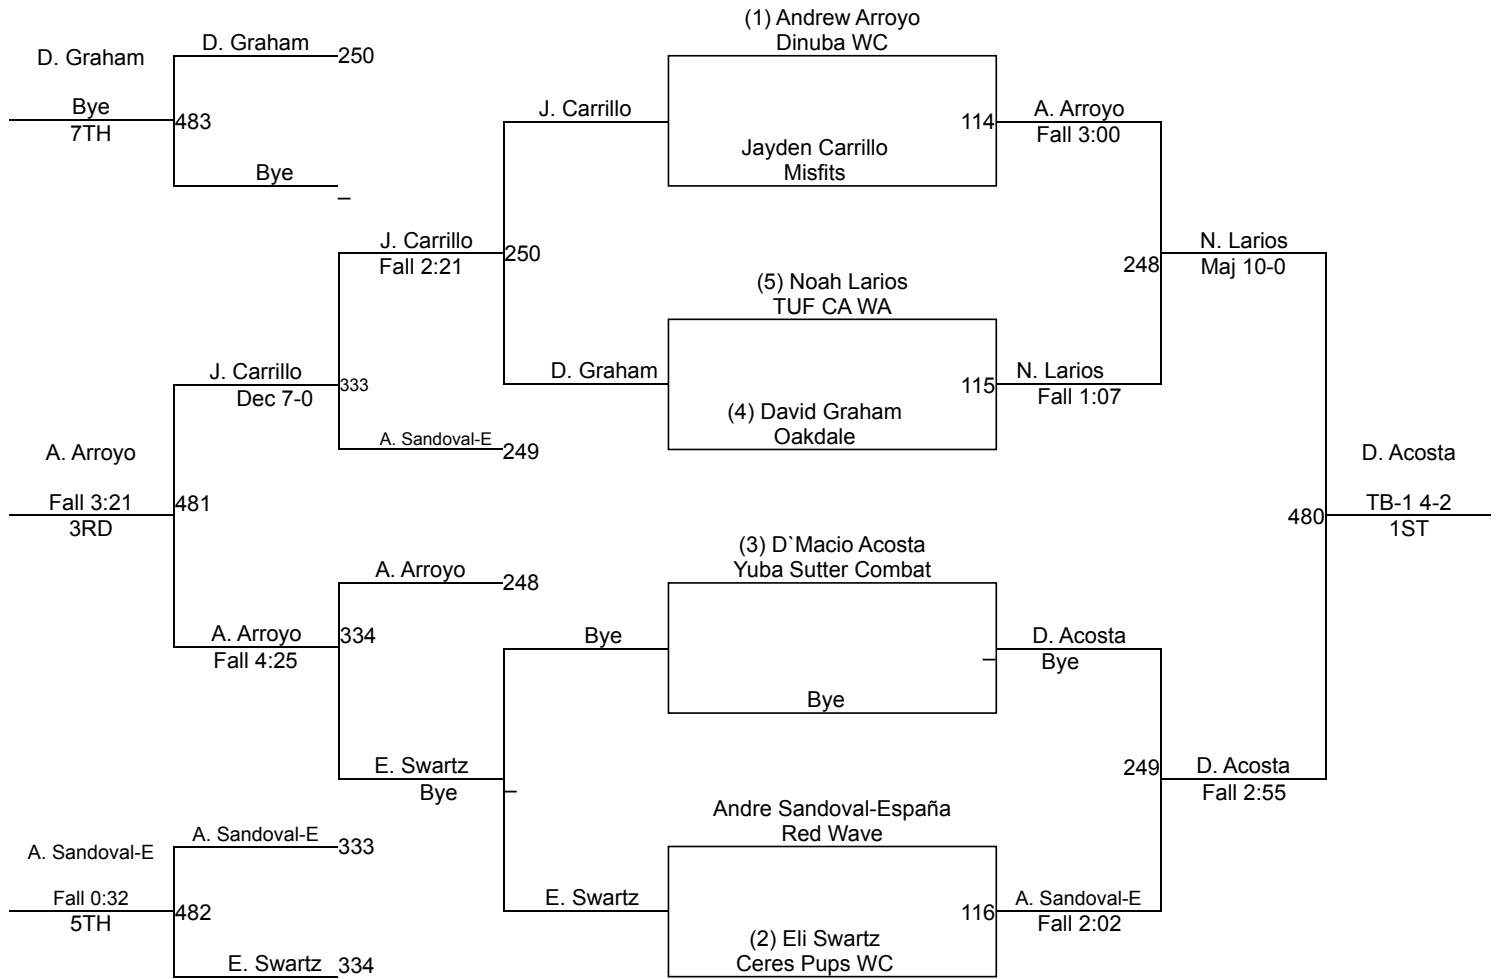 (1) Andrew Arroyo
Dinuba WC
D. Graham
D. Graham
250
Bye
7TH
483
Bye
–
J. Carrillo
114
A. Arroyo
Fall 3:00
Jayden Carrillo
Misfits
J. Carrillo
Fall 2:21
250
248
N. Larios
Maj 10-0
(5) Noah Larios
TUF CA WA
J. Carrillo
Dec 7-0
333
D. Graham
115
N. Larios
Fall 1:07
(4) David Graham
Oakdale
A. Sandoval-E
249
A. Arroyo
Fall 3:21
3RD
481
D. Acosta
480
TB-1 4-2
1ST
(3) D`Macio Acosta
Yuba Sutter Combat
A. Arroyo
248
A. Arroyo
Fall 4:25
334
Bye
–
D. Acosta
Bye
Bye
E. Swartz
Bye
–
249
D. Acosta
Fall 2:55
Andre Sandoval-España
Red Wave
A. Sandoval-E
A. Sandoval-E
333
Fall 0:32
5TH
482
E. Swartz
116
A. Sandoval-E
Fall 2:02
(2) Eli Swartz
Ceres Pups WC
E. Swartz
334